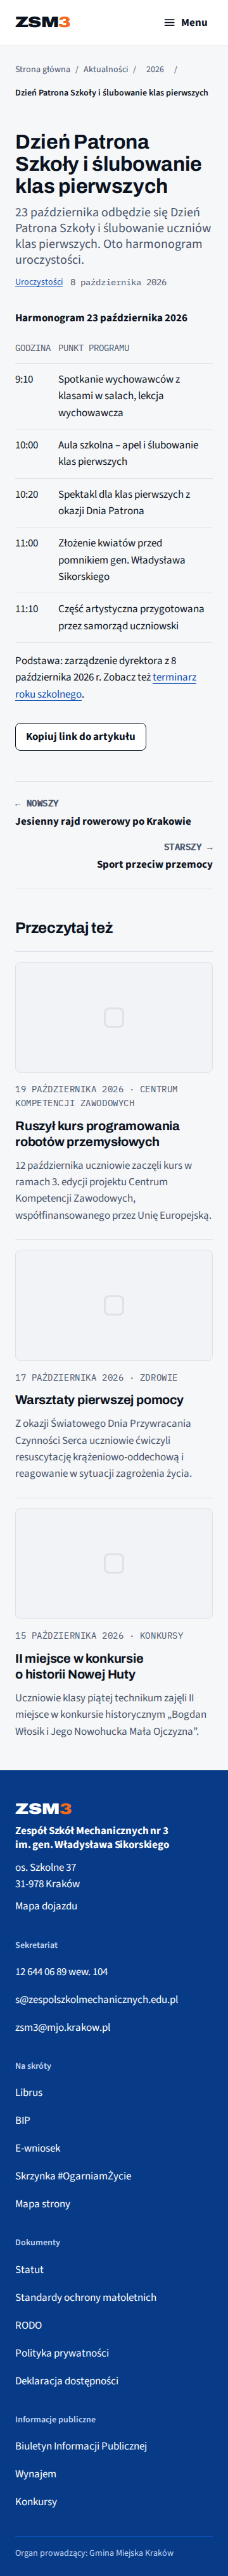 ZSM3
Menu
Strona główna / Aktualności / 2026 /
Dzień Patrona Szkoły i ślubowanie klas pierwszych
Dzień Patrona
Szkoły i ślubowanie
klas pierwszych
23 października odbędzie się Dzień
Patrona Szkoły i ślubowanie uczniów
klas pierwszych. Oto harmonogram
uroczystości.
Uroczystości 8 października 2026
Harmonogram 23 października 2026
GODZINA PUNKT PROGRAMU
9:10 Spotkanie wychowawców z
klasami w salach, lekcja
wychowawcza
10:00 Aula szkolna – apel i ślubowanie
klas pierwszych
10:20 Spektakl dla klas pierwszych z
okazji Dnia Patrona
11:00 Złożenie kwiatów przed
pomnikiem gen. Władysława
Sikorskiego
11:10 Część artystyczna przygotowana
przez samorząd uczniowski
Podstawa: zarządzenie dyrektora z 8
października 2026 r. Zobacz też terminarz
roku szkolnego.
Kopiuj link do artykułu
← NOWSZY
Jesienny rajd rowerowy po Krakowie
STARSZY →
Sport przeciw przemocy
Przeczytaj też
19 PAŹDZIERNIKA 2026 · CENTRUM
KOMPETENCJI ZAWODOWYCH
Ruszył kurs programowania
robotów przemysłowych
12 października uczniowie zaczęli kurs w
ramach 3. edycji projektu Centrum
Kompetencji Zawodowych,
współfinansowanego przez Unię Europejską.
17 PAŹDZIERNIKA 2026 · ZDROWIE
Warsztaty pierwszej pomocy
Z okazji Światowego Dnia Przywracania
Czynności Serca uczniowie ćwiczyli
resuscytację krążeniowo-oddechową i
reagowanie w sytuacji zagrożenia życia.
15 PAŹDZIERNIKA 2026 · KONKURSY
II miejsce w konkursie
o historii Nowej Huty
Uczniowie klasy piątej technikum zajęli II
miejsce w konkursie historycznym „Bogdan
Włosik i Jego Nowohucka Mała Ojczyzna”.
ZSM3
Zespół Szkół Mechanicznych nr 3
im. gen. Władysława Sikorskiego
os. Szkolne 37
31-978 Kraków
Mapa dojazdu
Sekretariat
12 644 06 89 wew. 104
s@zespolszkolmechanicznych.edu.pl
zsm3@mjo.krakow.pl
Na skróty
Librus
BIP
E-wniosek
Skrzynka #OgarniamŻycie
Mapa strony
Dokumenty
Statut
Standardy ochrony małoletnich
RODO
Polityka prywatności
Deklaracja dostępności
Informacje publiczne
Biuletyn Informacji Publicznej
Wynajem
Konkursy
Organ prowadzący: Gmina Miejska Kraków